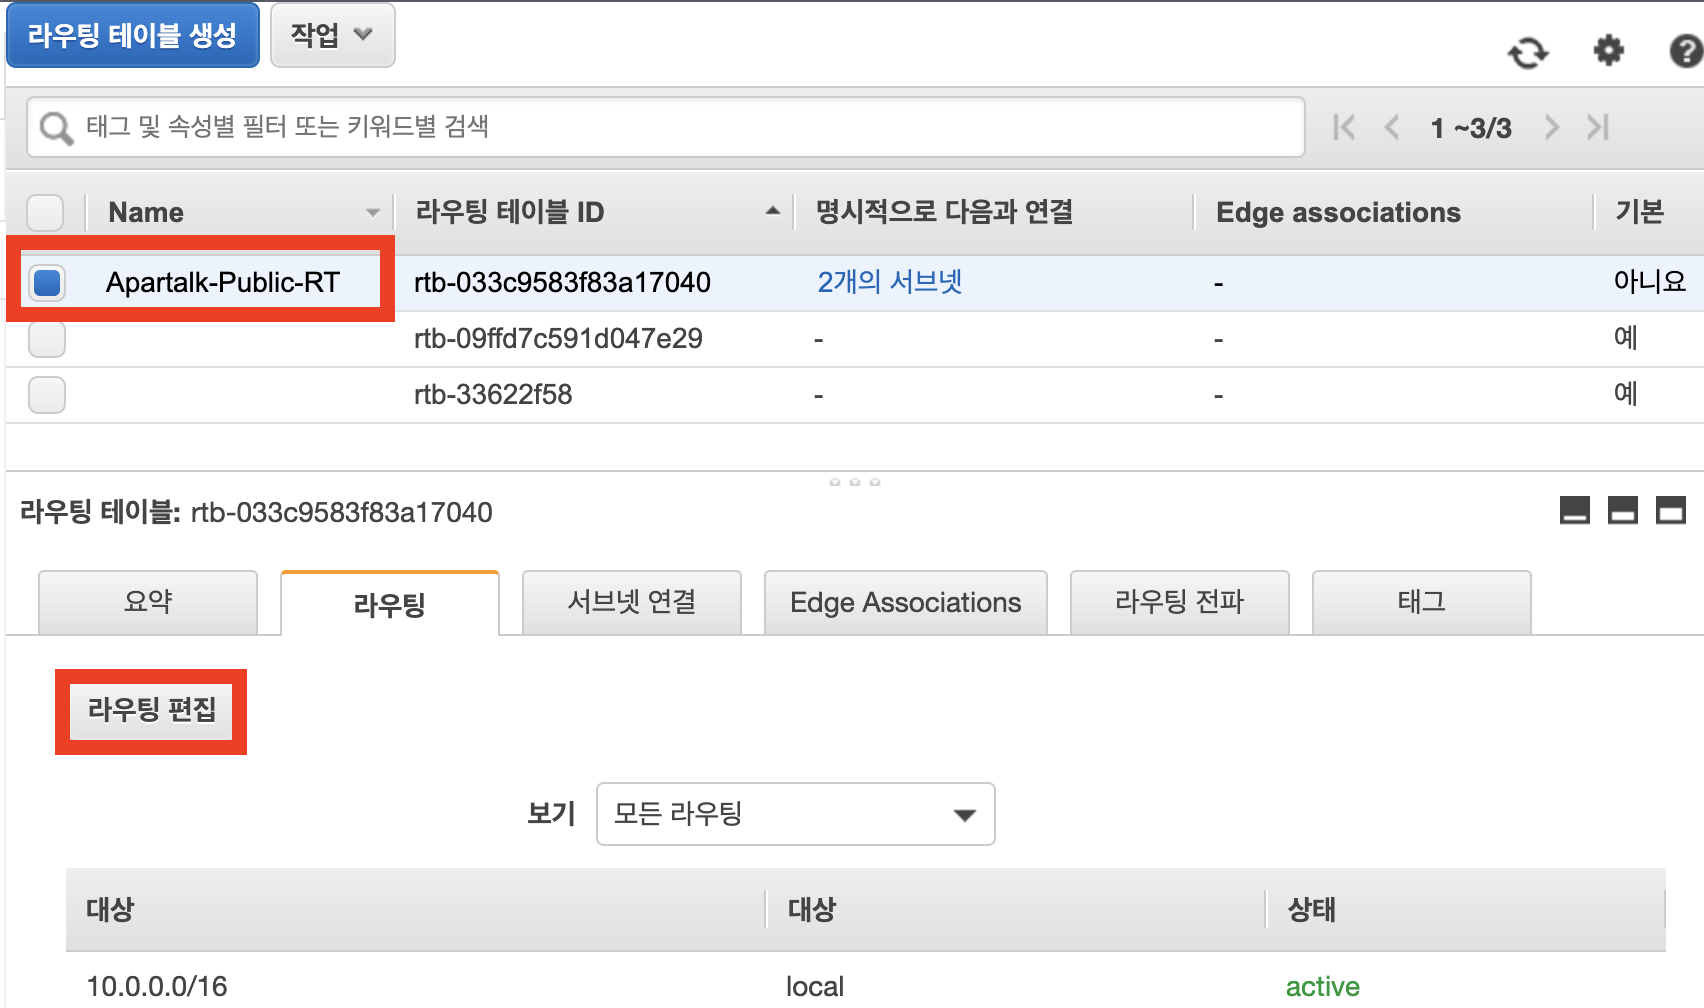 라우팅 테이블 생성 작업
태그 및 속성별 필터 또는 키워드별 검색 1 ~3/3
Name 라우팅 테이블 ID 명시적으로 다음과 연결 Edge associations 기본
Apartalk-Public-RT rtb-033c9583f83a17040 2개의 서브넷 - 아니요
rtb-09ffd7c591d047e29 - - 예
rtb-33622f58 - - 예
라우팅 테이블: rtb-033c9583f83a17040
요약 라우팅 서브넷 연결 Edge Associations 라우팅 전파 태그
라우팅 편집
보기 모든 라우팅
대상 대상 상태
10.0.0.0/16 local active